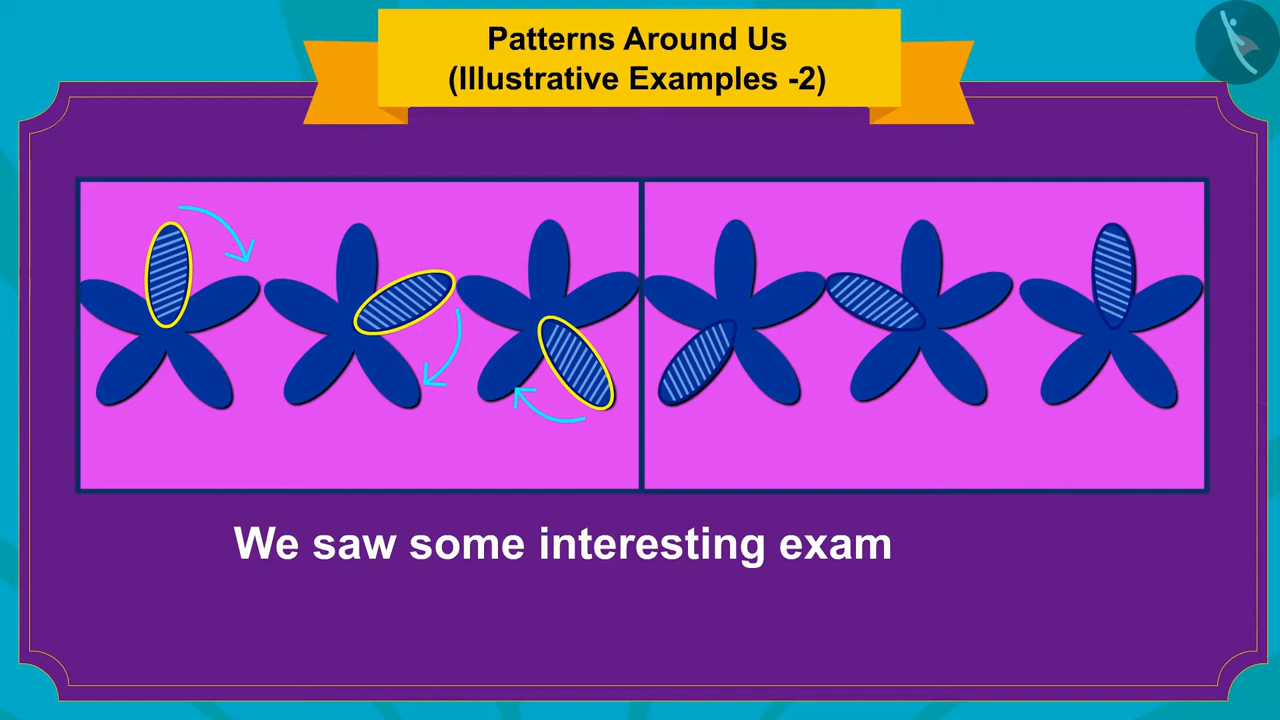 Patterns Around Us
(Illustrative Examples -2)
We saw some interesting exam